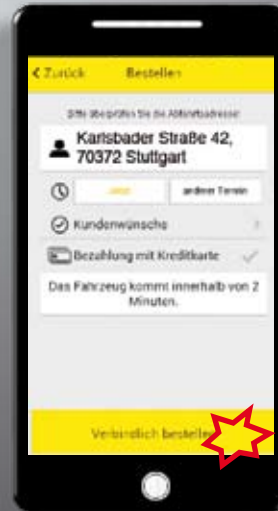 Zurück Bestellen
Bitte überprüfen Sie die Abfahrtsadresse:
Karlsbader Straße 42,
70372 Stuttgart
Jetzt anderer Termin
Kundenwünsche
Bezahlung mit Kreditkarte
Das Fahrzeug kommt innerhalb von 2
Minuten.
Verbindlich bestellen